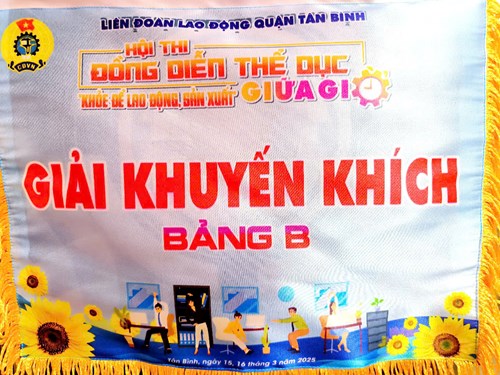 LIÊN ĐOÀN LAO ĐỘNG QUẬN TÂN BÌNH
CĐVN
HỘI THI
ĐỒNG DIỄN THỂ DỤC
"KHỎE ĐỂ LAO ĐỘNG, SẢN XUẤT" GIỮA GIỜ
GIẢI KHUYẾN KHÍCH
BẢNG B
Tân Bình, ngày 15, 16 tháng 3 năm 2025